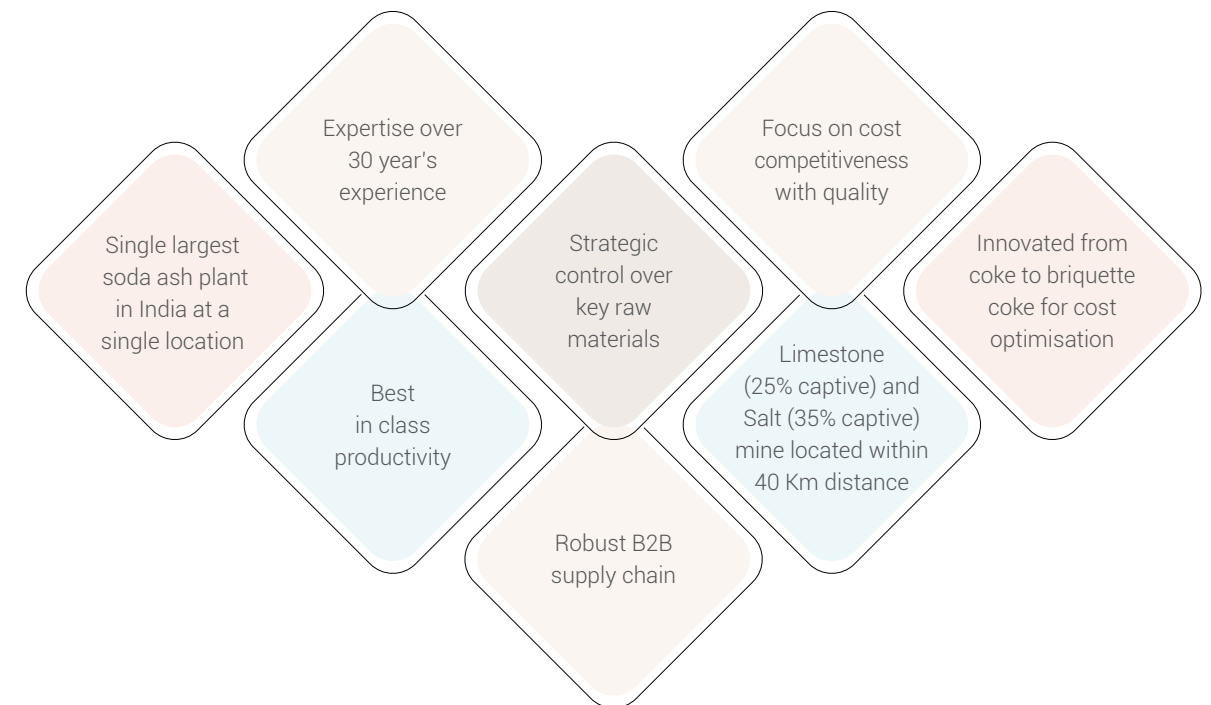 Expertise over
30 year's
experience
Focus on cost
competitiveness
with quality
Single largest
soda ash plant
in India at a
single location
Strategic
control over
key raw
materials
Innovated from
coke to briquette
coke for cost
optimisation
Best
in class
productivity
Limestone
(25% captive) and
Salt (35% captive)
mine located within
40 Km distance
Robust B2B
supply chain